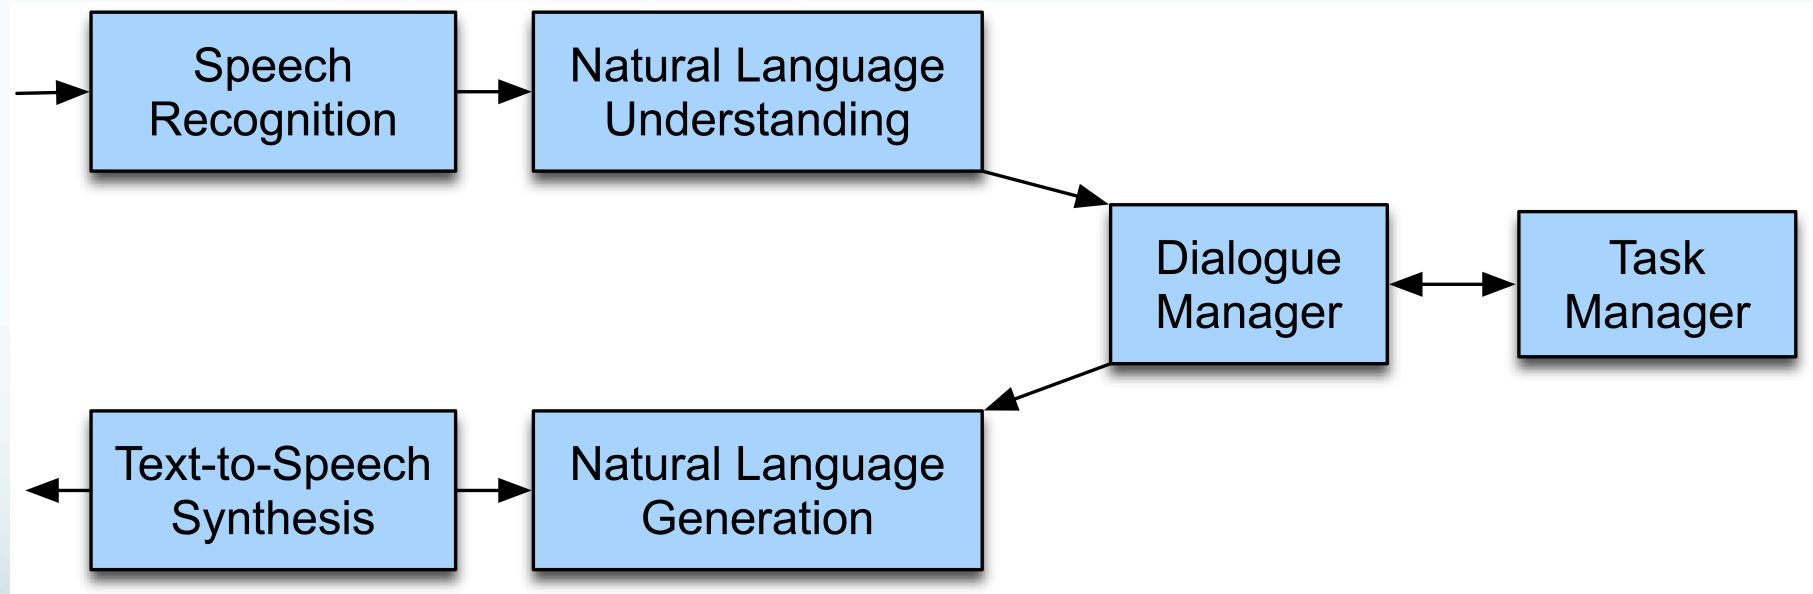 Speech
Recognition
Natural Language
Understanding
Dialogue
Manager
Task
Manager
Text-to-Speech
Synthesis
Natural Language
Generation